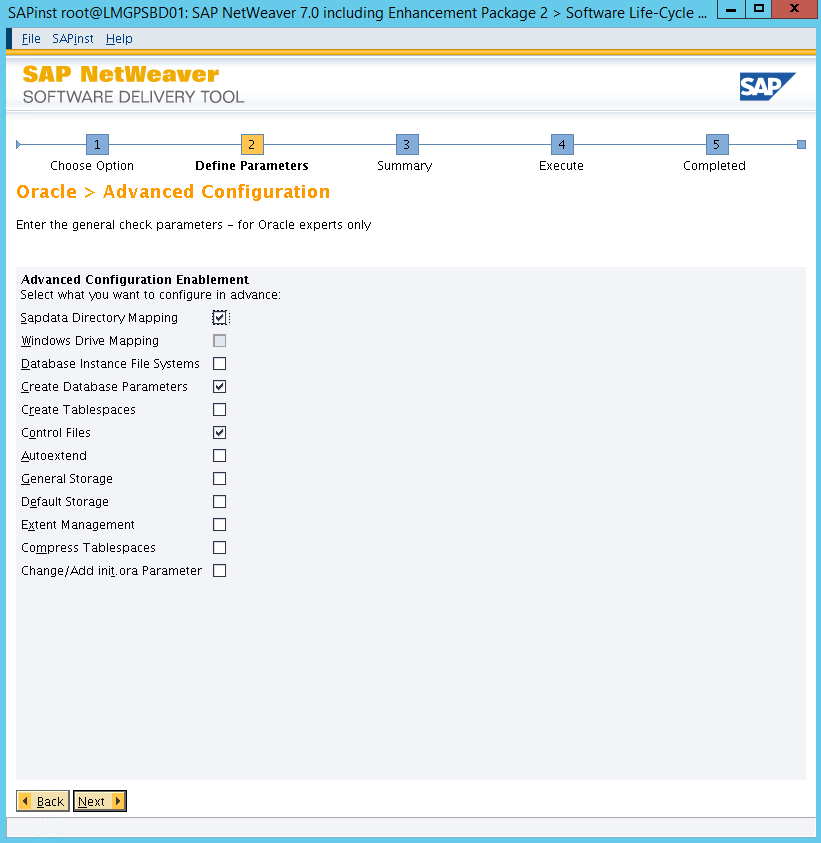 SAPinst root@LMGPSBD01: SAP NetWeaver 7.0 including Enhancement Package 2 > Software Life-Cycle ...
File SAPinst Help
SAP NetWeaver
SOFTWARE DELIVERY TOOL
SAP
1 2 3 4 5
Choose Option Define Parameters Summary Execute Completed
Oracle > Advanced Configuration
Enter the general check parameters - for Oracle experts only
Advanced Configuration Enablement
Select what you want to configure in advance:
Sapdata Directory Mapping
Windows Drive Mapping
Database Instance File Systems
Create Database Parameters
Create Tablespaces
Control Files
Autoextend
General Storage
Default Storage
Extent Management
Compress Tablespaces
Change/Add init.ora Parameter
Back Next